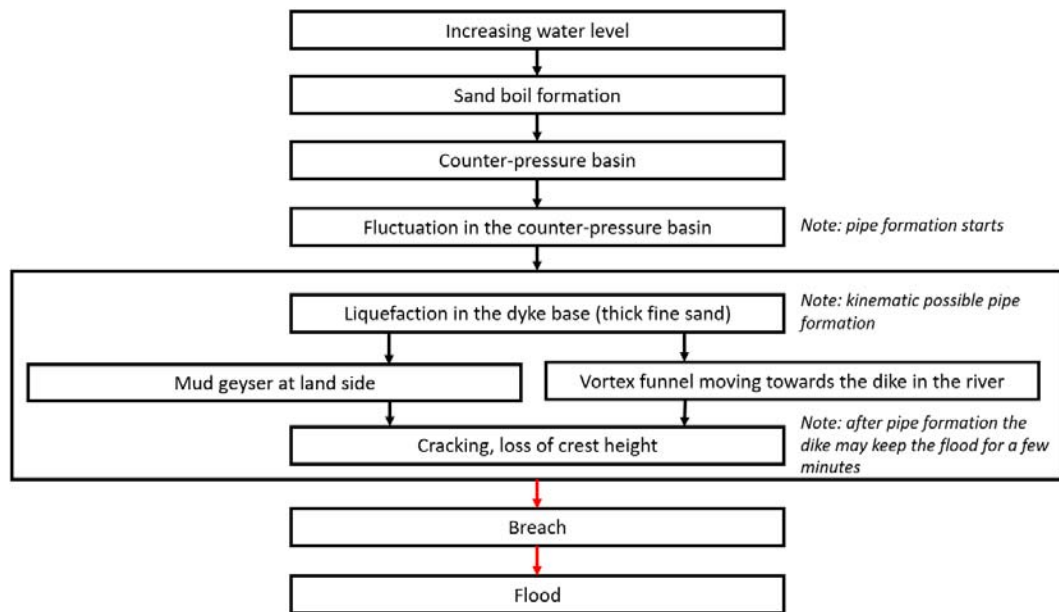 Increasing water level
Sand boil formation
Counter-pressure basin
Fluctuation in the counter-pressure basin
Note: pipe formation starts
Liquefaction in the dyke base (thick fine sand)
Note: kinematic possible pipe
formation
Mud geyser at land side
Vortex funnel moving towards the dike in the river
Cracking, loss of crest height
Note: after pipe formation the
dike may keep the flood for a few
minutes
Breach
Flood